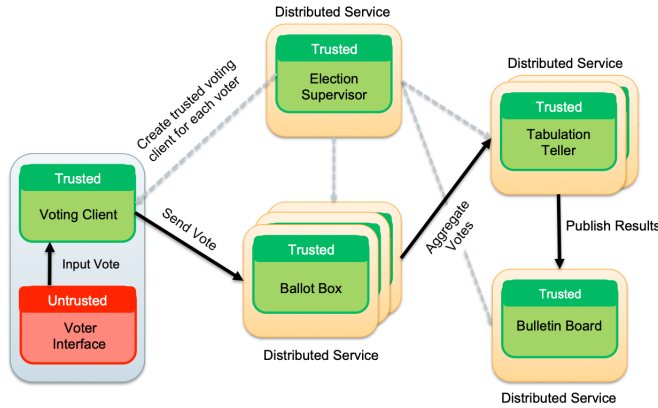 Distributed Service
Trusted
Election
Supervisor
Create trusted voting
client for each voter
Distributed Service
Trusted
Tabulation
Teller
Trusted
Voting Client
Send Vote
Input Vote
Untrusted
Voter
Interface
Trusted
Ballot Box
Distributed Service
Aggregate
Votes
Publish Results
Trusted
Bulletin Board
Distributed Service